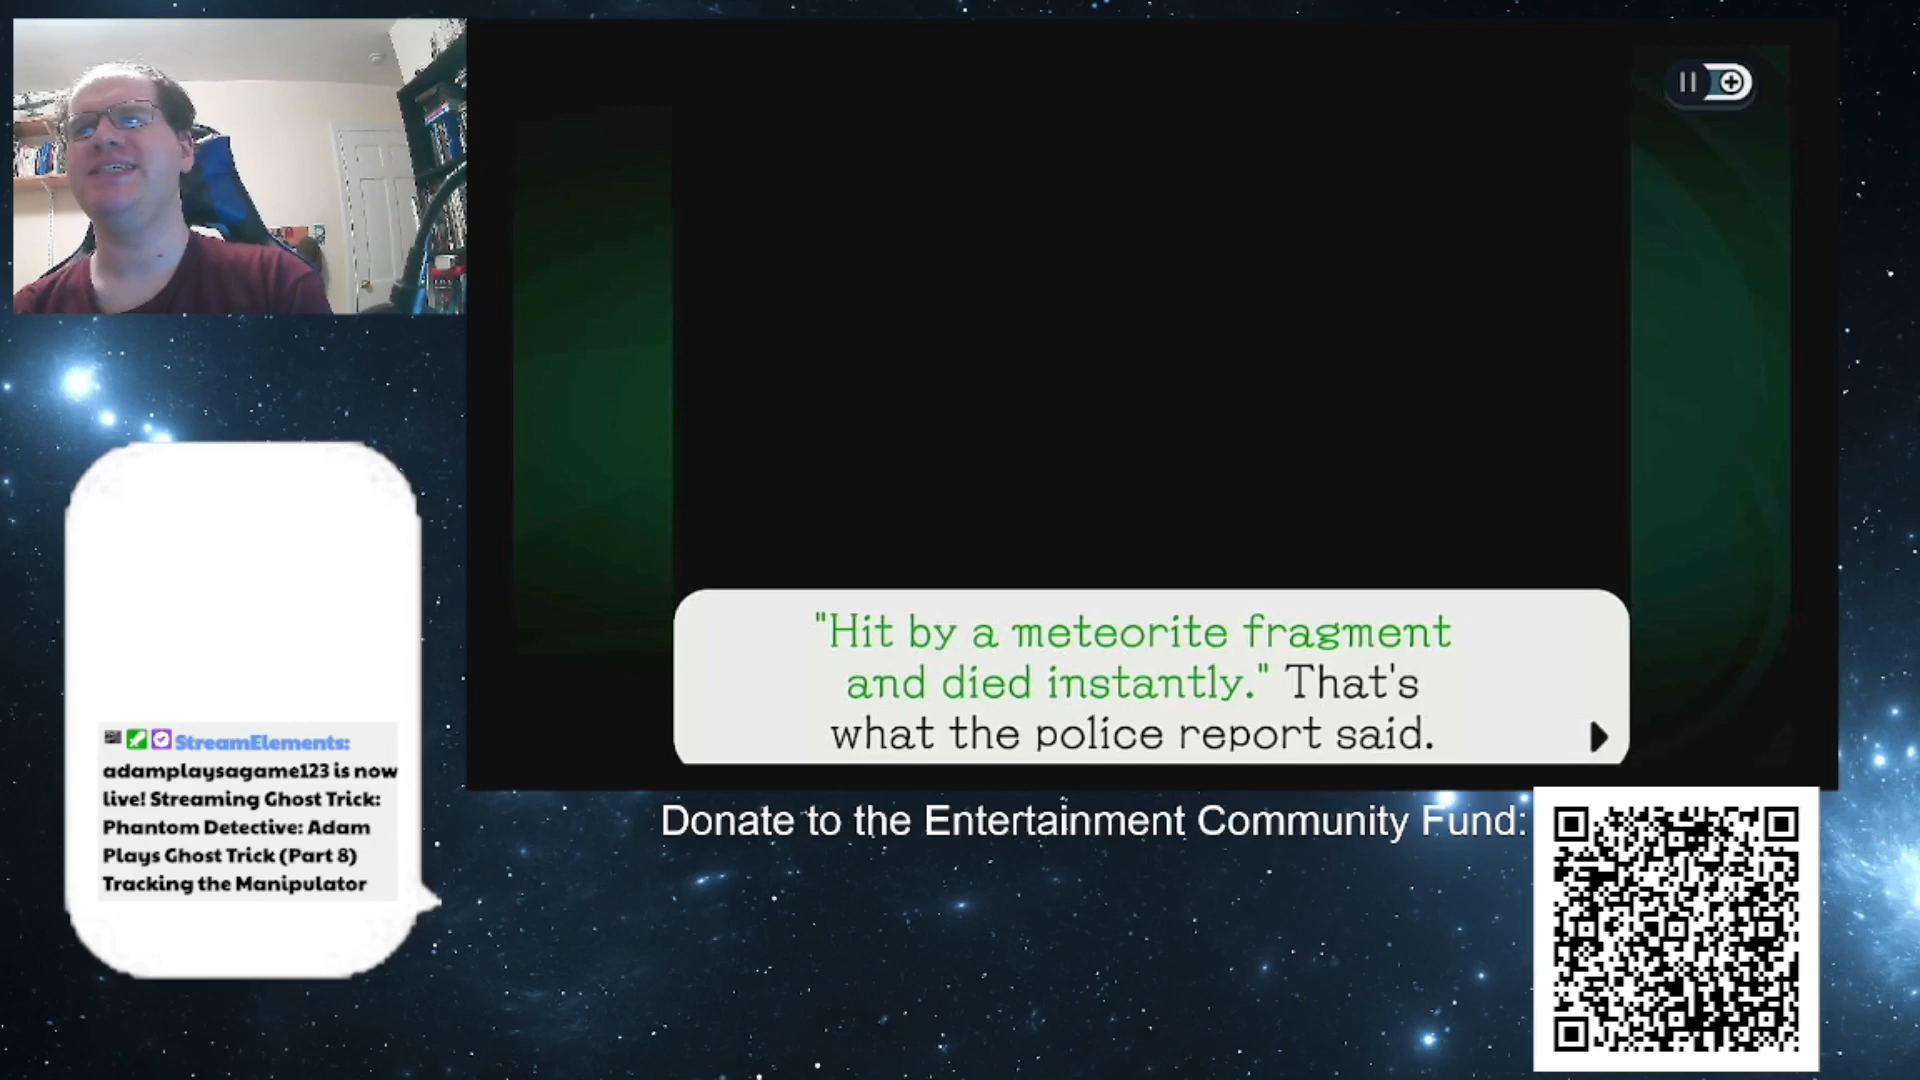 "Hit by a meteorite fragment
and died instantly." That's
what the police report said.
StreamElements:
adamplaysagame123 is now
live! Streaming Ghost Trick:
Phantom Detective: Adam
Plays Ghost Trick (Part 8)
Tracking the Manipulator
Donate to the Entertainment Community Fund: